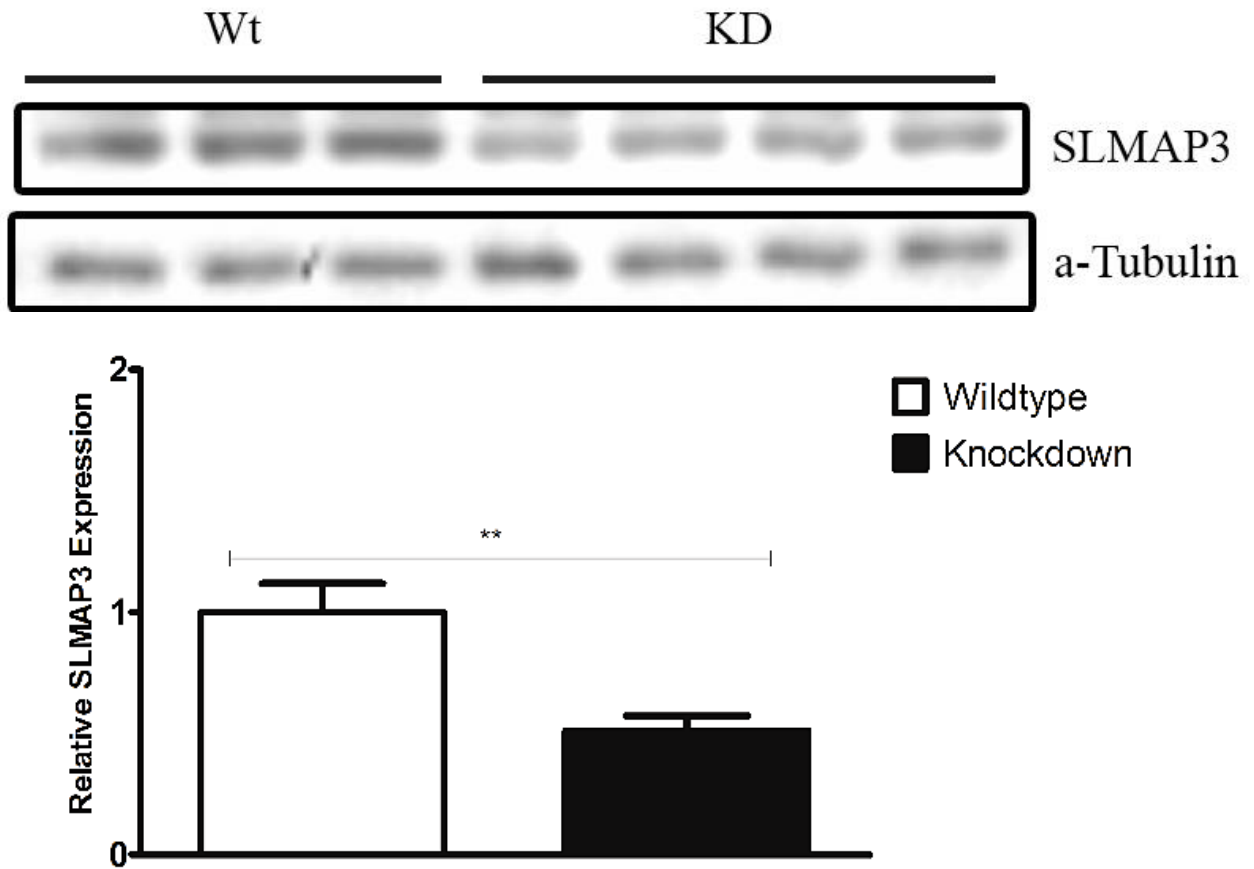 Wt
KD
SLMAP3
a-Tubulin
2
Wildtype
Knockdown
Relative SLMAP3 Expression
**
1
0